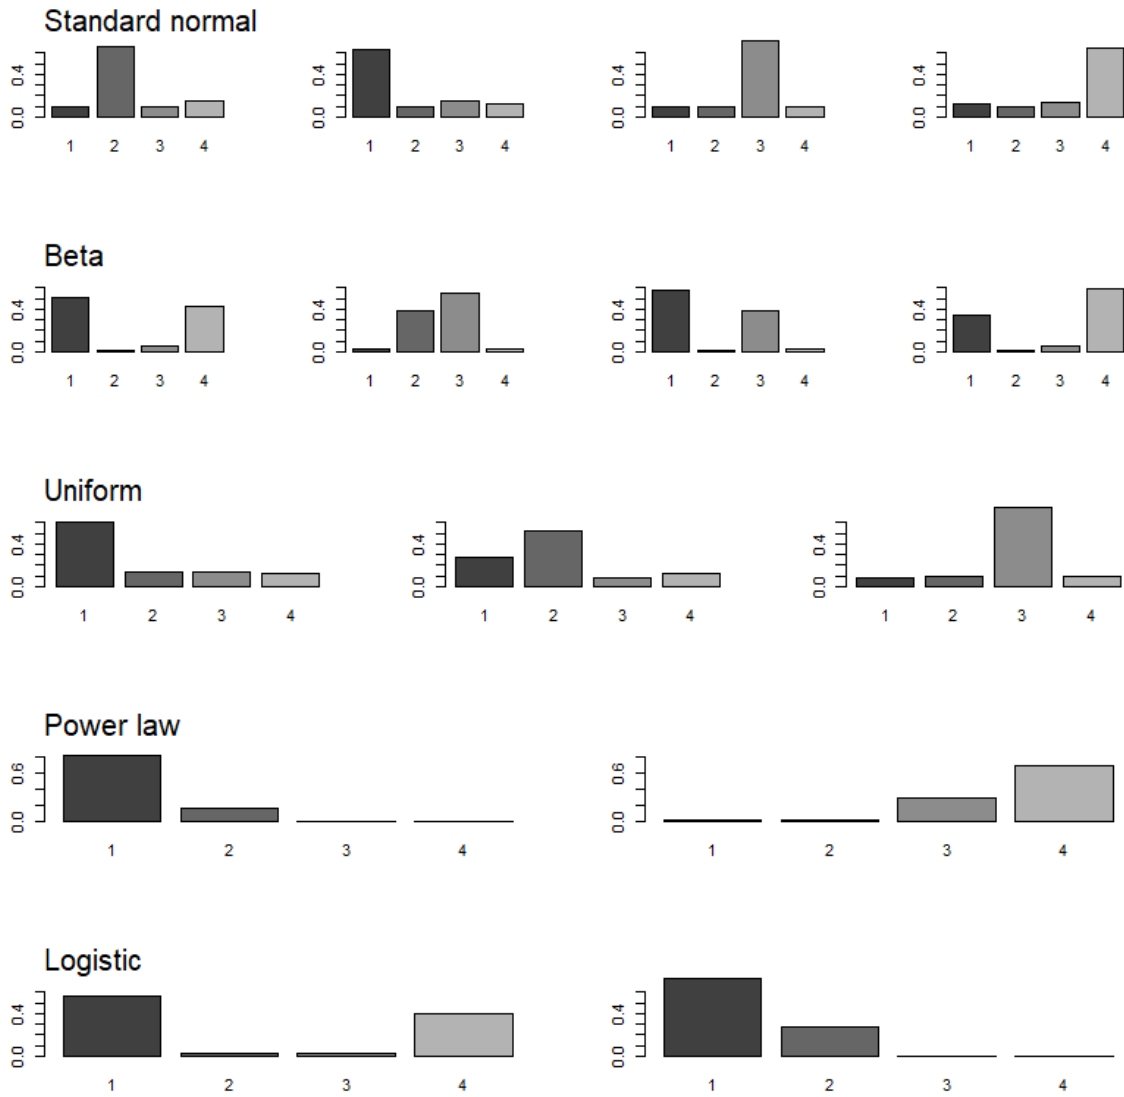 Standard normal
0.0 0.4 0.0 0.4 0.0 0.4 0.0 0.4
1 2 3 4 1 2 3 4 1 2 3 4 1 2 3 4
Beta
0.0 0.4 0.0 0.4 0.0 0.4 0.0 0.4
1 2 3 4 1 2 3 4 1 2 3 4 1 2 3 4
Uniform
0.0 0.4 0.0 0.4 0.0 0.4
1 2 3 4 1 2 3 4 1 2 3 4
Power law
0.0 0.6 0.0 0.6
1 2 3 4 1 2 3 4
Logistic
0.0 0.4 0.0 0.4
1 2 3 4 1 2 3 4